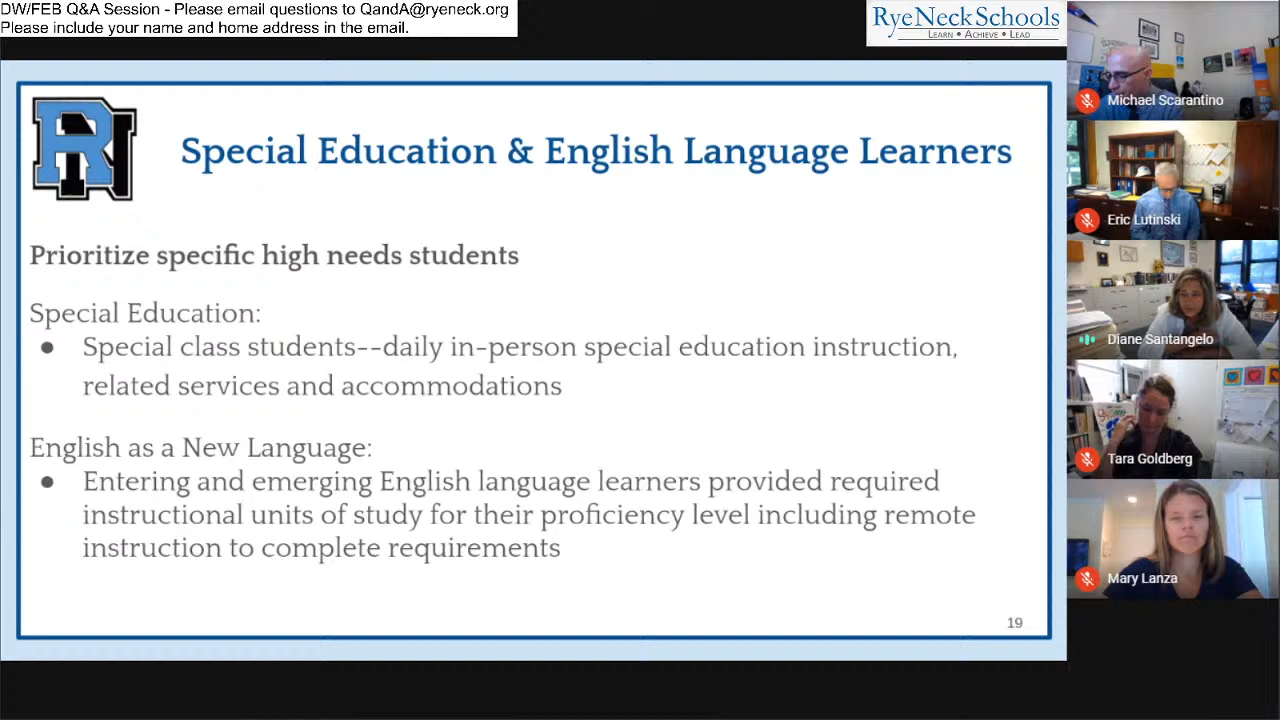 DW/FEB Q&A Session - Please email questions to QandA@ryeneck.org
Please include your name and home address in the email.
RyeNeckSchools
LEARN • ACHIEVE • LEAD
RN
Special Education & English Language Learners
Prioritize specific high needs students
Special Education:
● Special class students--daily in-person special education instruction,
related services and accommodations
English as a New Language:
● Entering and emerging English language learners provided required
instructional units of study for their proficiency level including remote
instruction to complete requirements
19
Michael Scarantino
Eric Lutinski
Diane Santangelo
Tara Goldberg
Mary Lanza